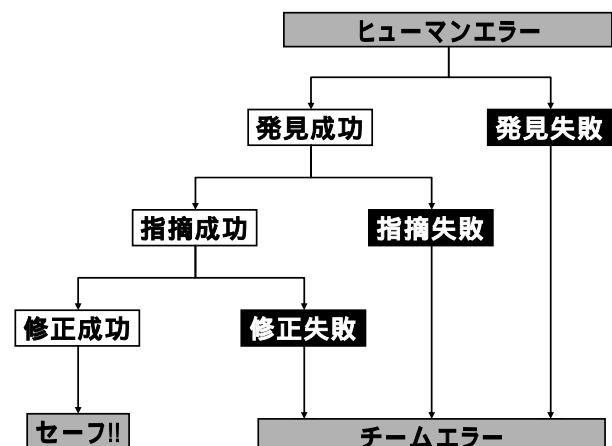 ヒューマンエラー
発見成功
発見失敗
指摘成功
指摘失敗
修正成功
修正失敗
セーフ!!
チームエラー